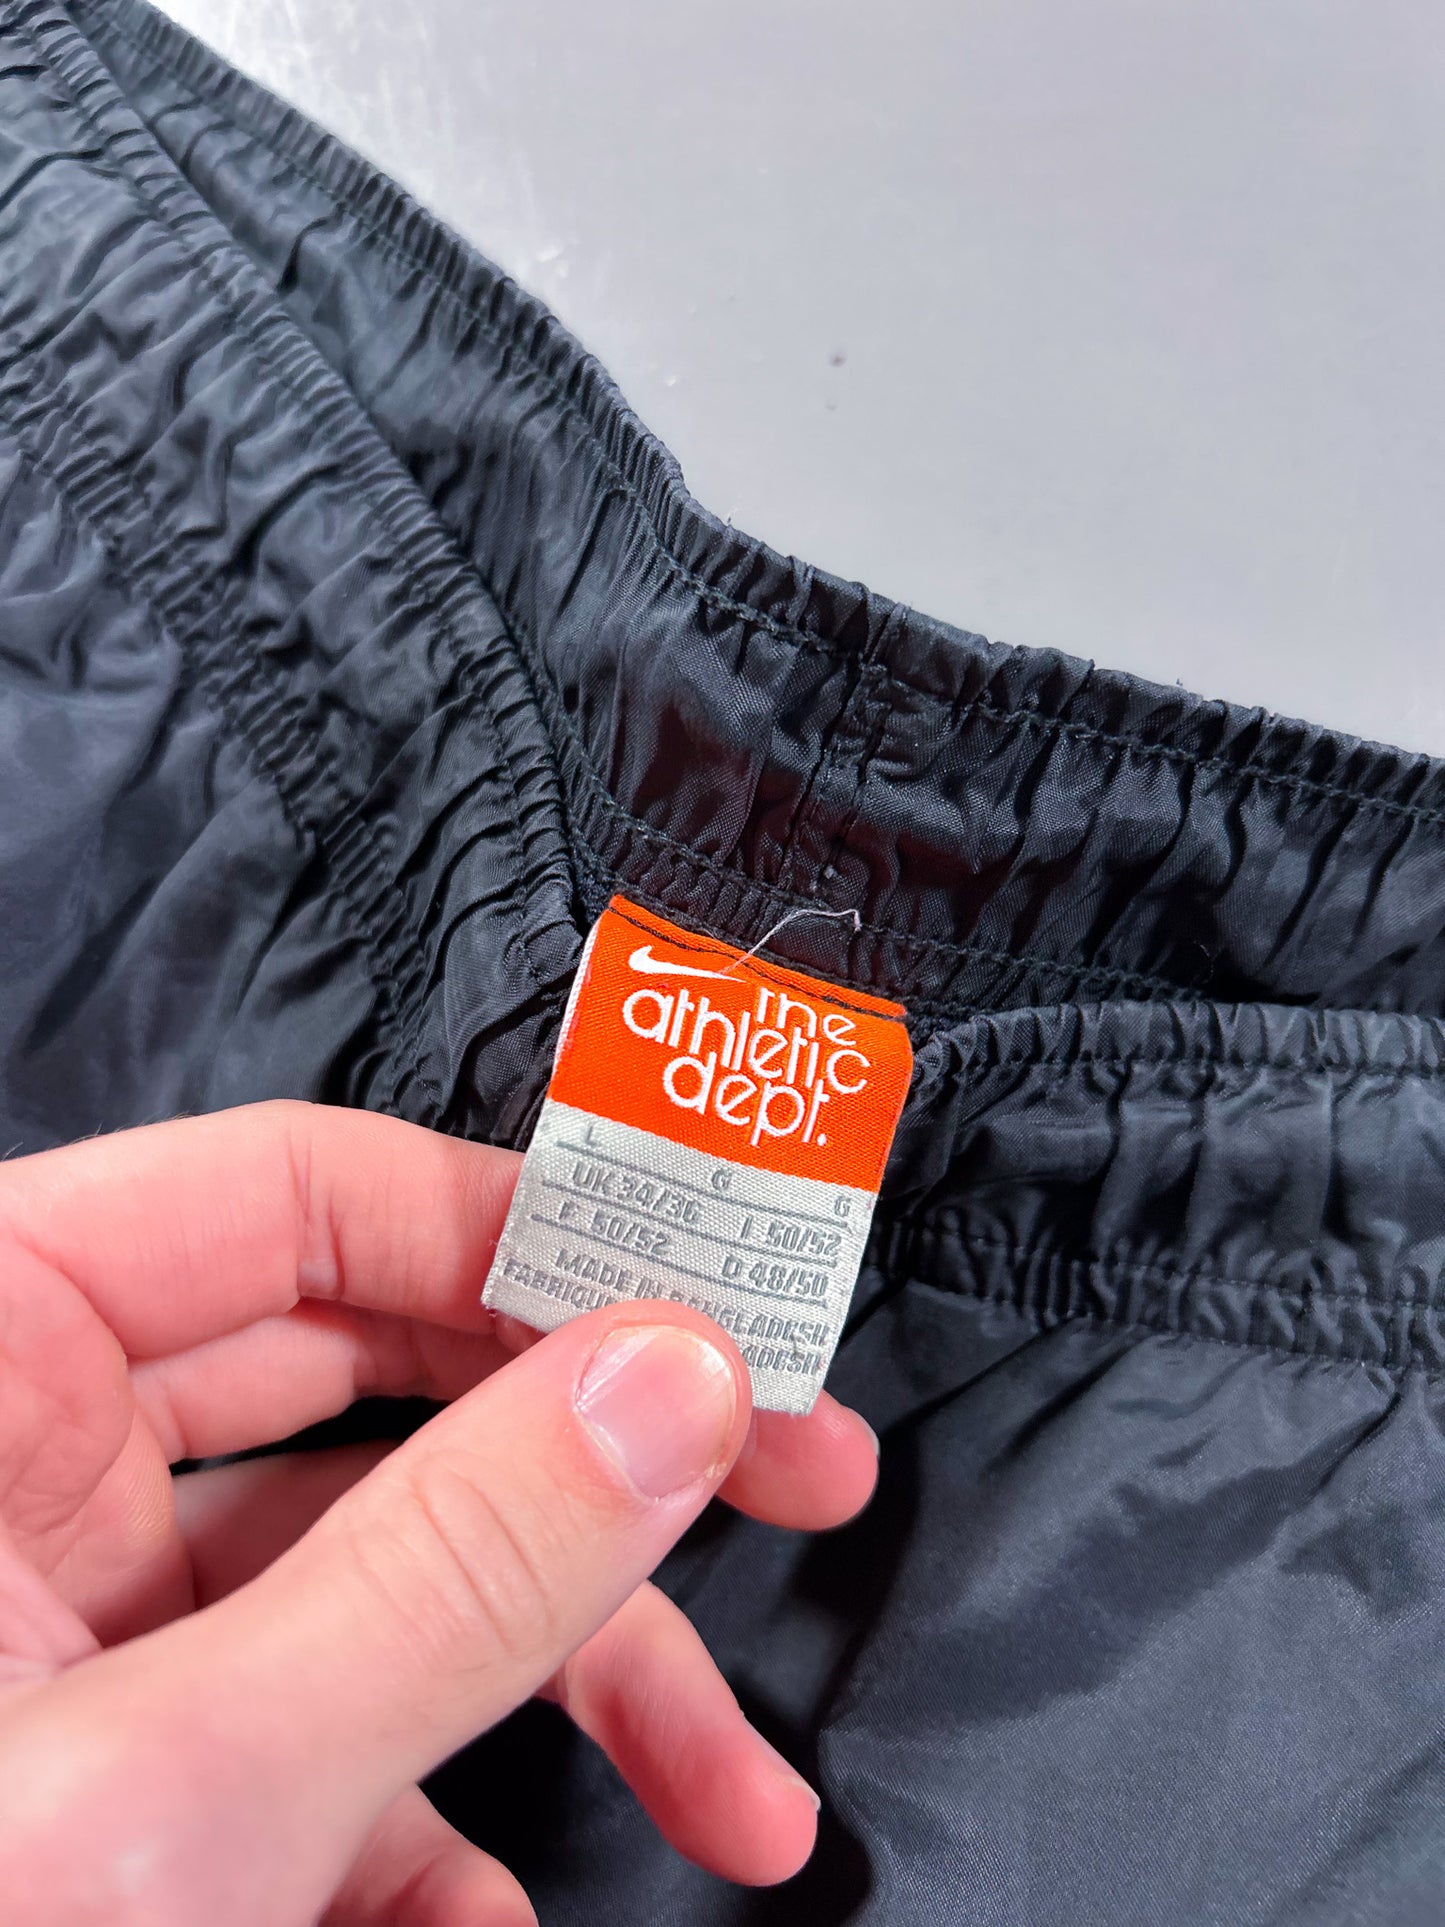 the
athletic
dept.
L G G
UK 34/36 I 50/52
F 50/52 D 48/50
MADE IN BANGLADESH